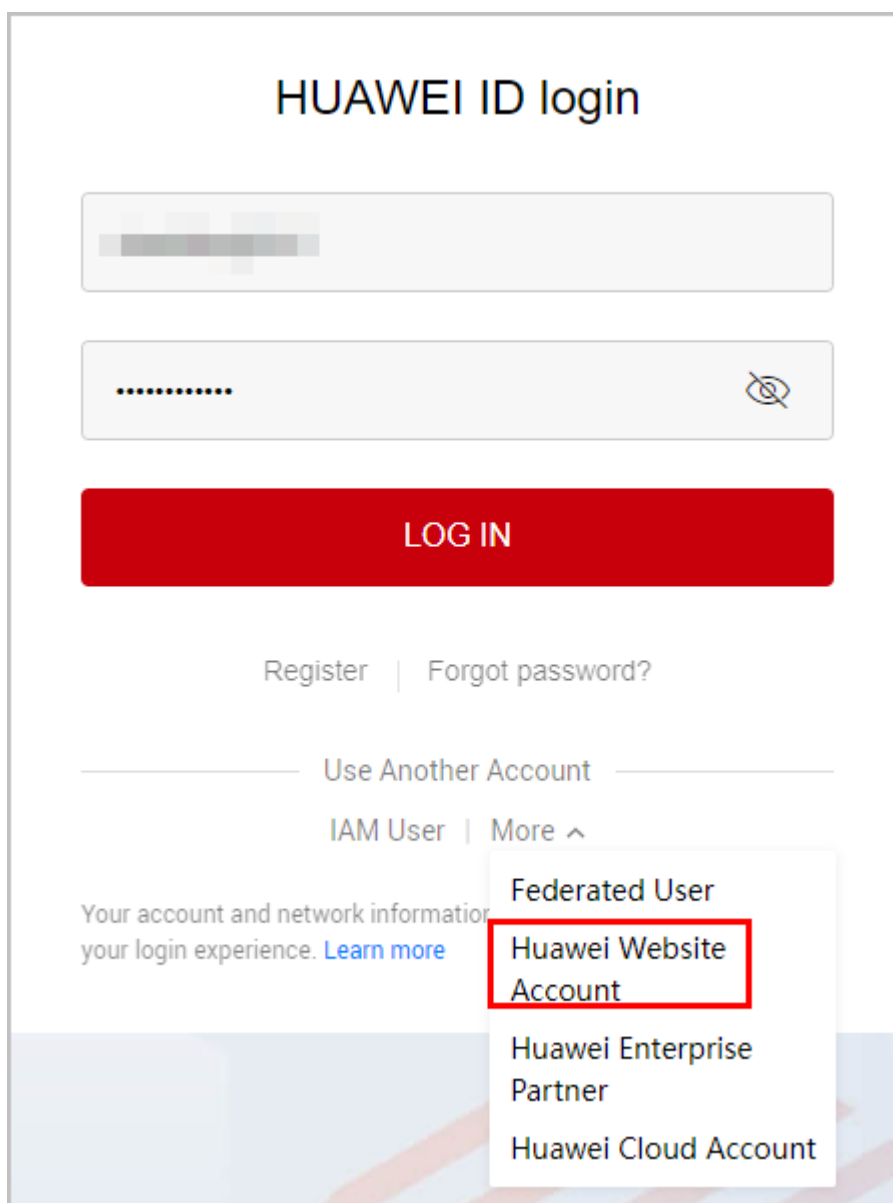 HUAWEI ID login
••••••••••••
LOG IN
Register | Forgot password?
Use Another Account
IAM User | More
Federated User
Your account and network information
your login experience. Learn more
Huawei Website
Account
Huawei Enterprise
Partner
Huawei Cloud Account